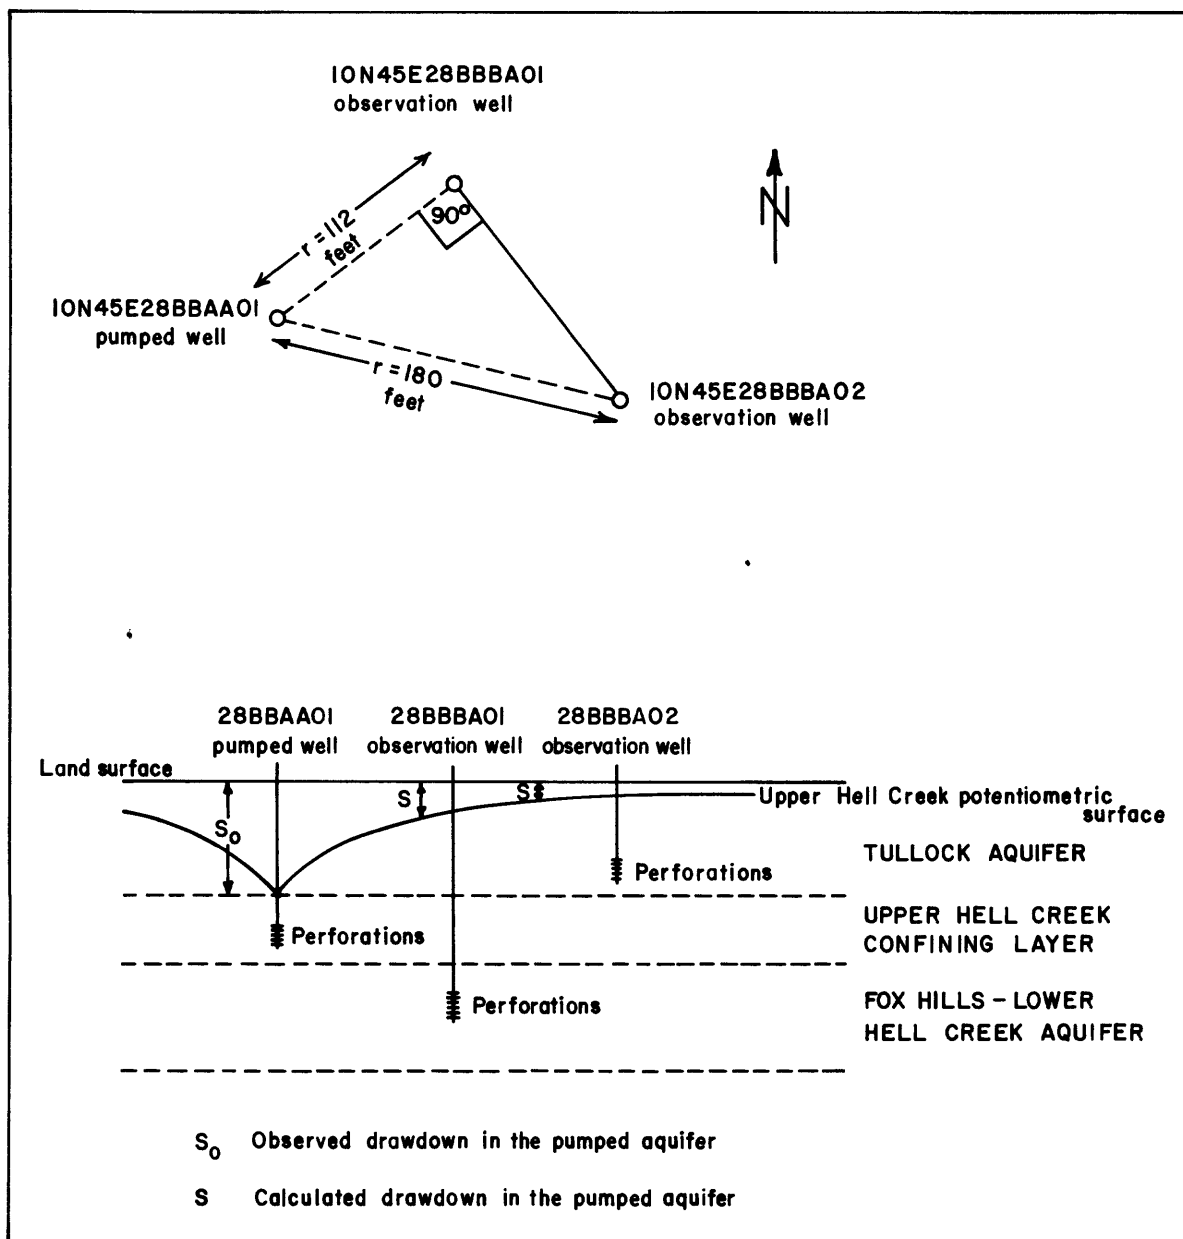 10N45E28BBBA01
observation well
N
90°
r = 112
feet
10N45E28BBAA01
pumped well
r = 180
feet
10N45E28BBBA02
observation well
28BBAA01
pumped well
28BBBA01
observation well
28BBBA02
observation well
Land surface
S
S
So
Upper Hell Creek potentiometric
surface
TULLOCK AQUIFER
Perforations
UPPER HELL CREEK
CONFINING LAYER
Perforations
Perforations
FOX HILLS - LOWER
HELL CREEK AQUIFER
So Observed drawdown in the pumped aquifer
S Calculated drawdown in the pumped aquifer